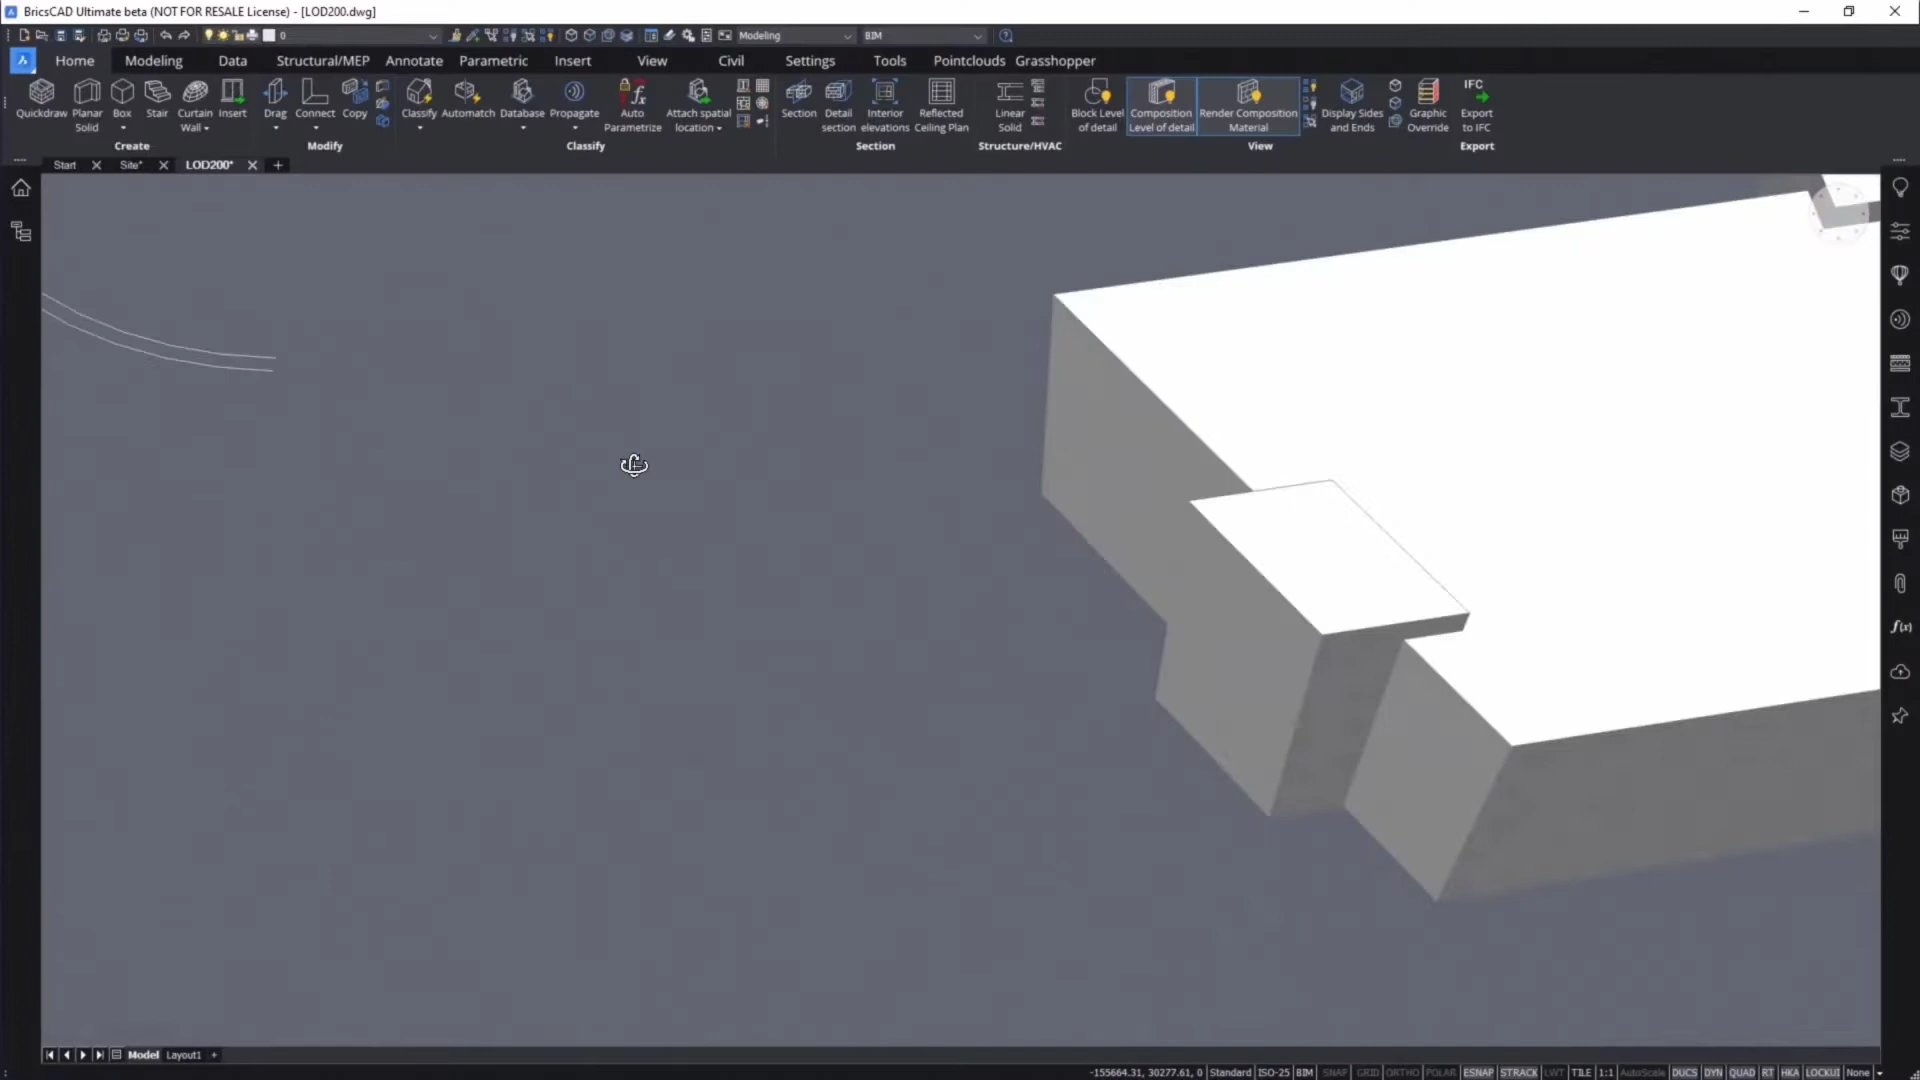 BricsCAD Ultimate beta (NOT FOR RESALE License) - [LOD200.dwg]
0 Modeling BIM
Home Modeling Data Structural/MEP Annotate Parametric Insert View Civil Settings Tools Pointclouds Grasshopper
IFC
Quickdraw Planar Solid Box Stair Curtain Wall Insert Drag Connect Copy Classify Automatch Database Propagate Auto Parametrize Attach spatial location Section Detail section Interior elevations Reflected Ceiling Plan Linear Solid Block Level of detail Composition Level of detail Render Composition Material Display Sides and Ends Graphic Override Export to IFC
Create Modify Classify Section Structure/HVAC View Export
Start Site* LOD200* +
f(x)
Model Layout1 +
-155664.31, 30277.61, 0 Standard ISO-25 BIM SNAP GRID ORTHO POLAR ESNAP STRACK LWT TILE 1:1 AutoScale DUCS DYN QUAD RT HKA LOCKUI None